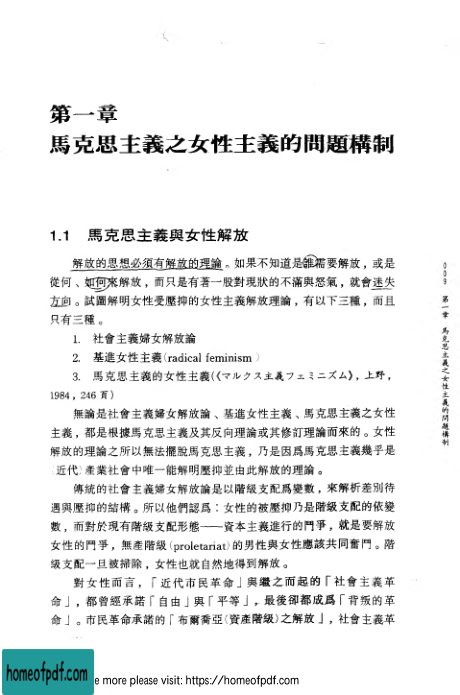 第一章
馬克思主義之女性主義的問題構制
1.1 馬克思主義與女性解放
解放的思想必須有解放的理論。如果不知道是誰需要解放，或是
從何、如何來解放，而只是有著一股對現狀的不滿與怒氣，就會迷失
方向。試圖解明女性受壓抑的女性主義解放理論，有以下三種，而且
只有三種。
1. 社會主義婦女解放論
2. 基進女性主義(radical feminism)
3. 馬克思主義的女性主義(《マルクス主義フェミニズム》，上野，
1984，246 頁)
無論是社會主義婦女解放論、基進女性主義、馬克思主義之女性
主義，都是根據馬克思主義及其反向理論或其修訂理論而來的。女性
解放的理論之所以無法擺脫馬克思主義，乃是因爲馬克思主義幾乎是
(近代)產業社會中唯一能解明壓抑並由此解放的理論。
傳統的社會主義婦女解放論是以階級支配爲變數，來解析差別待
遇與壓抑的結構。所以他們認爲：女性的被壓抑乃是階級支配的依變
數，而對於現有階級支配形態——資本主義進行的鬥爭，就是要解放
女性的鬥爭，無產階級(proletariat)的男性與女性應該共同奮鬥。階
級支配一旦被掃除，女性也就自然地得到解放。
對女性而言，「近代市民革命」與繼之而起的「社會主義革
命」，都曾經承諾「自由」與「平等」，最後卻都成爲「背叛的革
命」。市民革命承諾的「布爾喬亞(資產階級)之解放」，社會主義革
009 第一章 馬克思主義之女性主義的問題構制
homeofpdf.com
e more please visit: https://homeofpdf.com